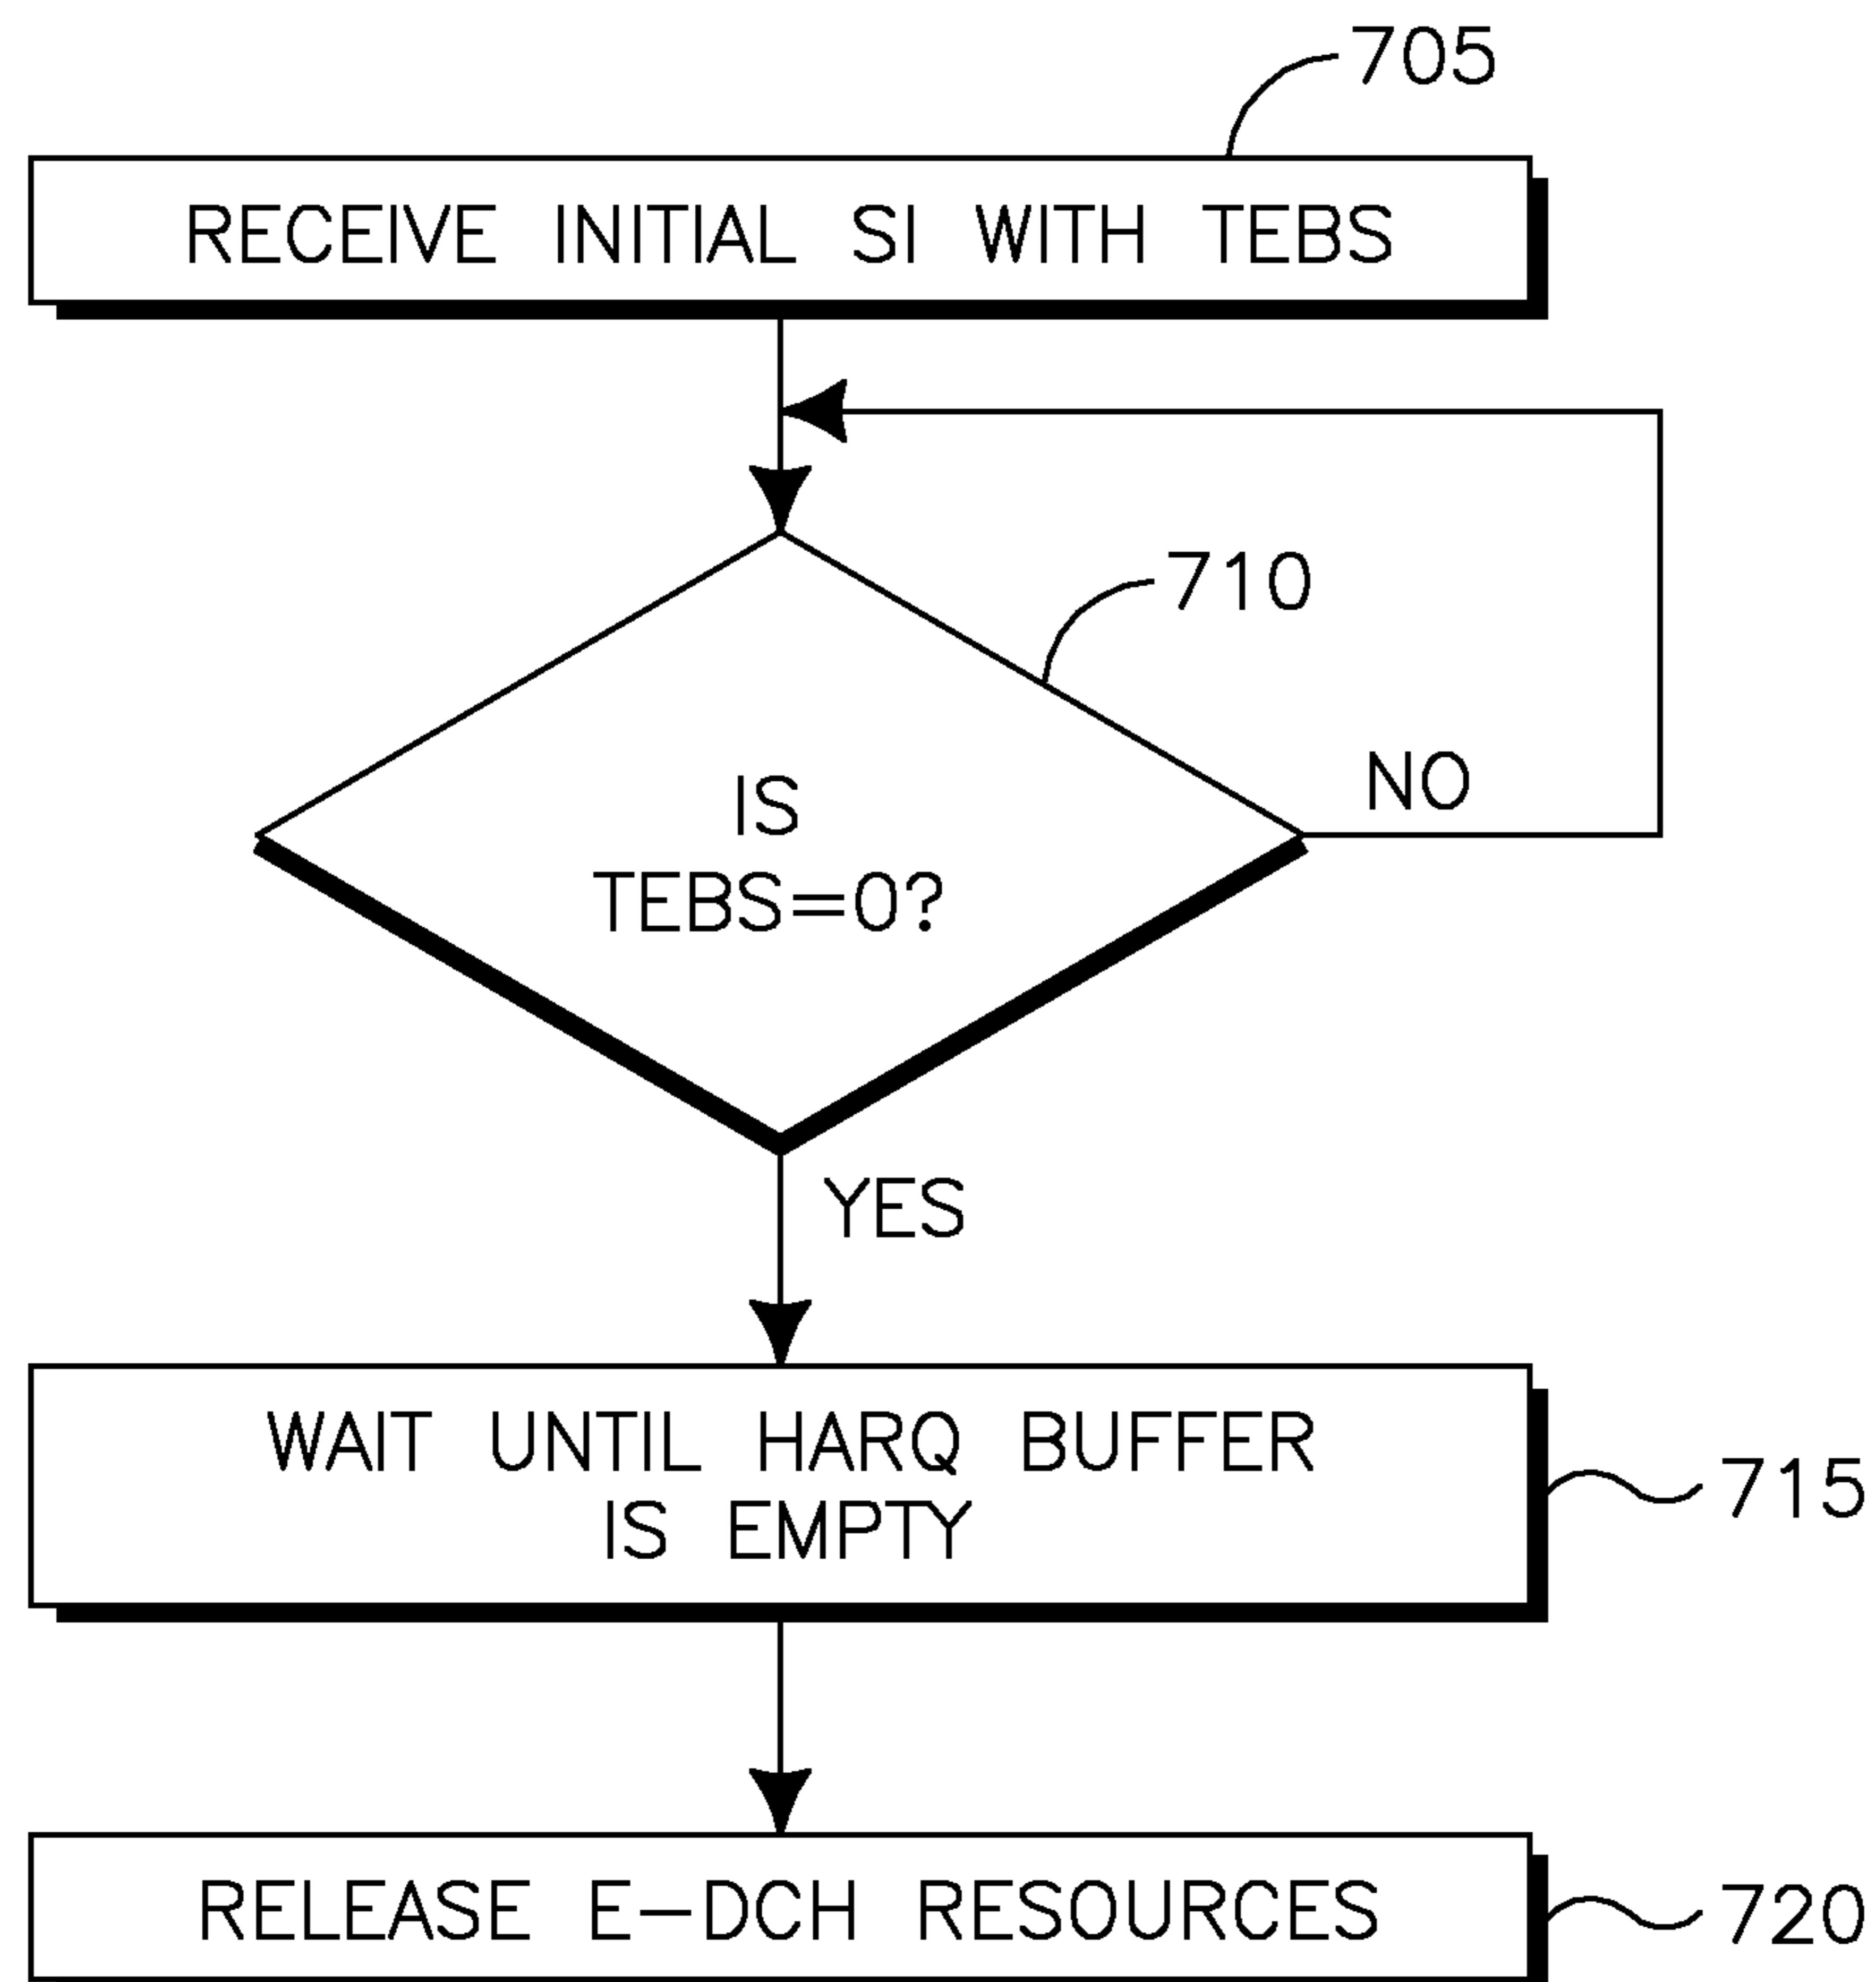 705
RECEIVE INITIAL SI WITH TEBS
710
NO
IS
TEBS=0?
YES
WAIT UNTIL HARQ BUFFER
IS EMPTY
715
RELEASE E-DCH RESOURCES
720